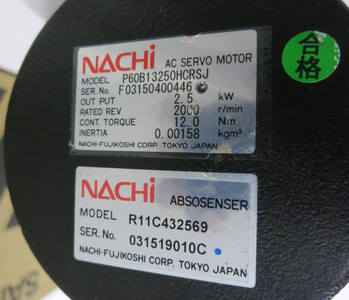 NACHi AC SERVO MOTOR
MODEL P60B13250HCRSJ
SER. No. F03150400446
OUT PUT 2.5 kW
RATED REV 2000 r/min
CONT. TORQUE 12.0 Nm
INERTIA 0.00158 kgm²
NACHI-FUJIKOSHI CORP. TOKYO JAPAN
合格
NACHi ABSOSENSER
MODEL R11C432569
SER. NO. 031519010C
NACHI-FUJIKOSHI CORP. TOKYO JAPAN